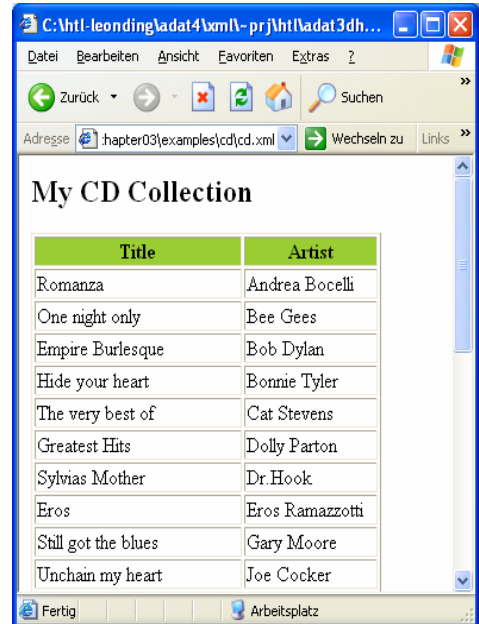 C:\htl-leonding\adat4\xml\~prj\htl\adat3dh...
Datei Bearbeiten Ansicht Favoriten Extras ?
Zurück Suchen »
Adresse :hapter03\examples\cd\cd.xml Wechseln zu Links »
My CD Collection
Title Artist
Romanza Andrea Bocelli
One night only Bee Gees
Empire Burlesque Bob Dylan
Hide your heart Bonnie Tyler
The very best of Cat Stevens
Greatest Hits Dolly Parton
Sylvias Mother Dr.Hook
Eros Eros Ramazzotti
Still got the blues Gary Moore
Unchain my heart Joe Cocker
Fertig Arbeitsplatz